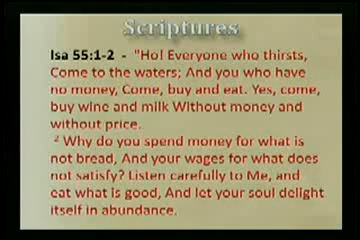 Scriptures
Isa 55:1-2 - "Ho! Everyone who thirsts,
Come to the waters; And you who have
no money, Come, buy and eat. Yes, come,
buy wine and milk Without money and
without price.
2 Why do you spend money for what is
not bread, And your wages for what does
not satisfy? Listen carefully to Me, and
eat what is good, And let your soul delight
itself in abundance.